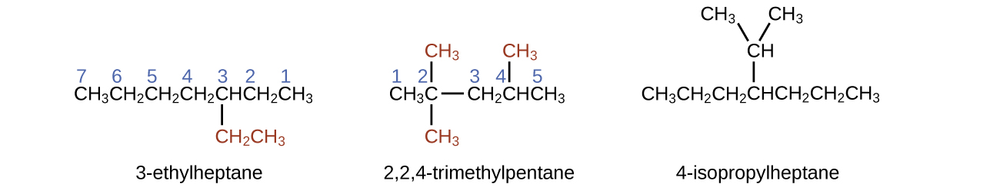 CH₃ CH₃
CH₃ CH₃ CH
7 6 5 4 3 2 1 1 2 3 4 5
CH₃CH₂CH₂CH₂CHCH₂CH₃ CH₃C—CH₂CHCH₃ CH₃CH₂CH₂CHCH₂CH₂CH₃
CH₂CH₃ CH₃
3-ethylheptane 2,2,4-trimethylpentane 4-isopropylheptane